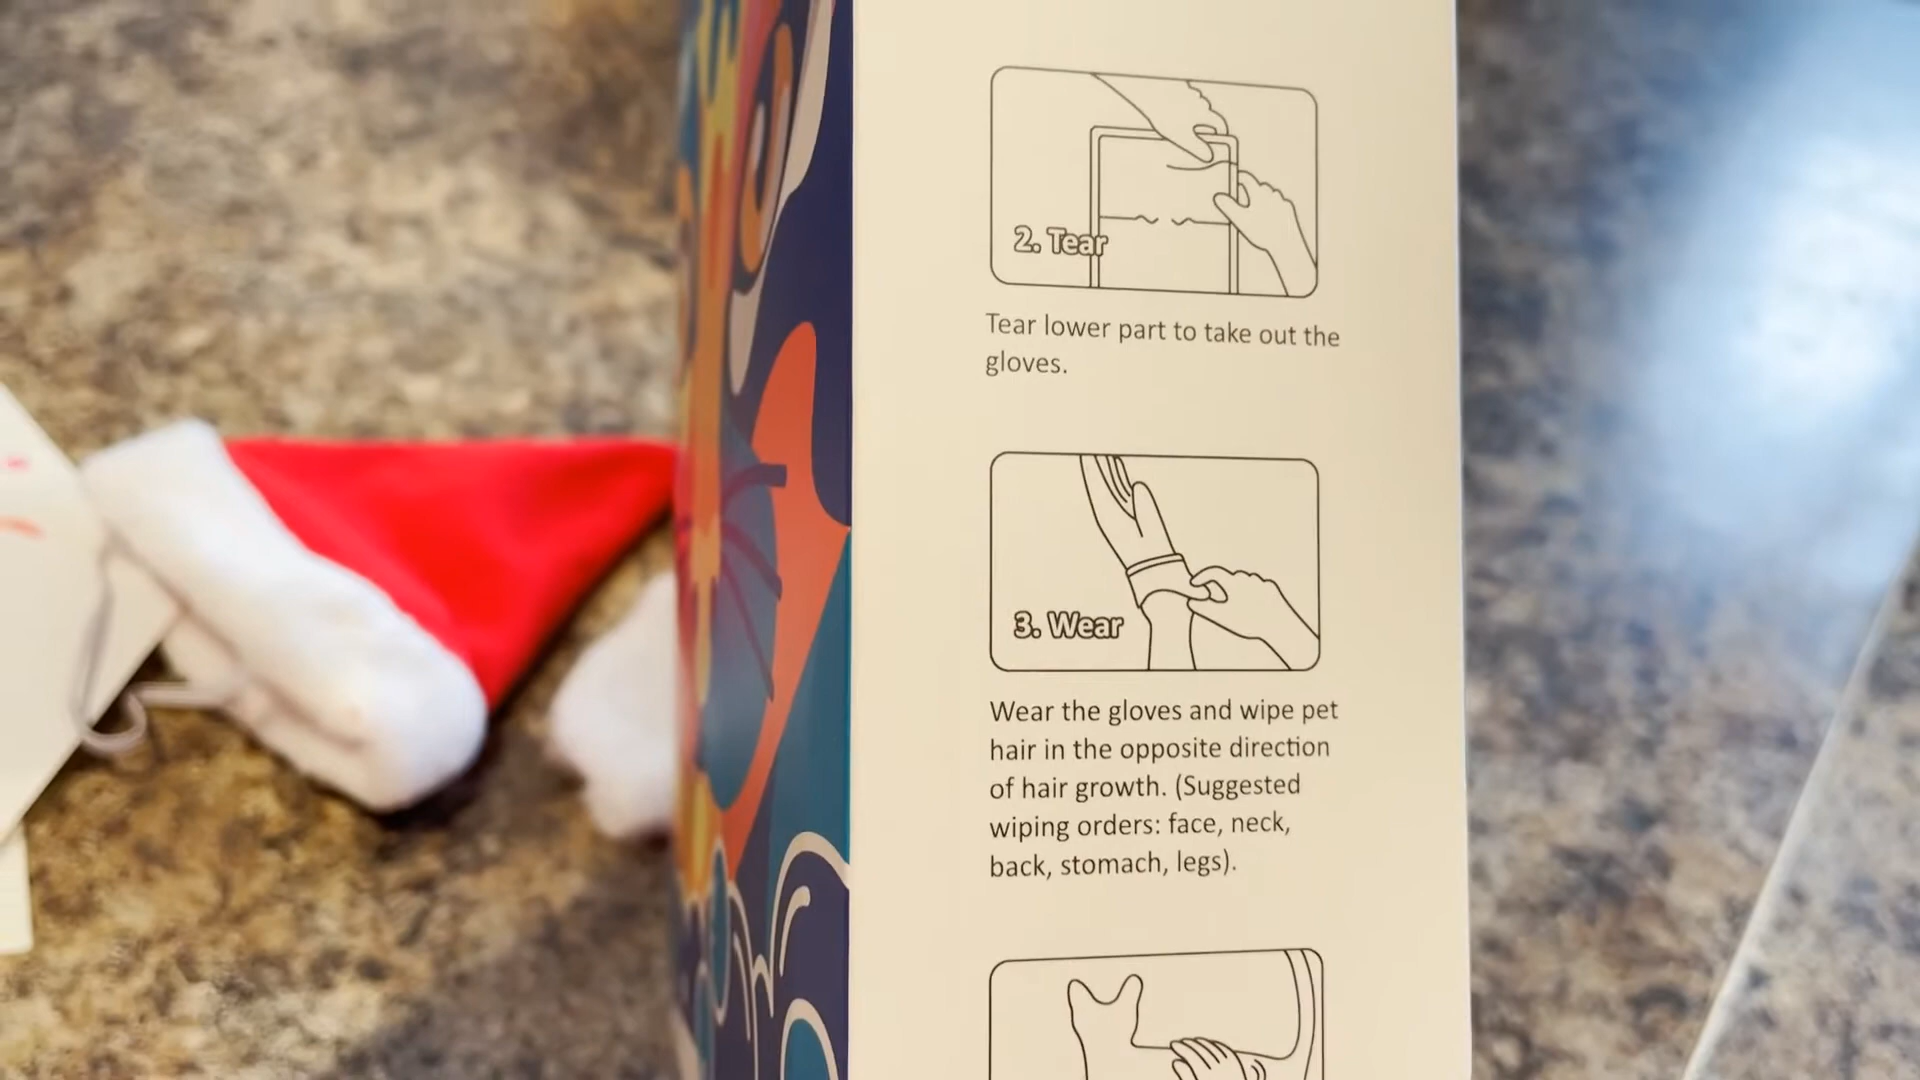 2. Tear
Tear lower part to take out the
gloves.
3. Wear
Wear the gloves and wipe pet
hair in the opposite direction
of hair growth. (Suggested
wiping orders: face, neck,
back, stomach, legs).